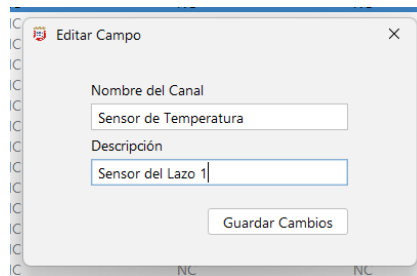 Editar Campo
Nombre del Canal
Sensor de Temperatura
Descripción
Sensor del Lazo 1
Guardar Cambios
NC NC